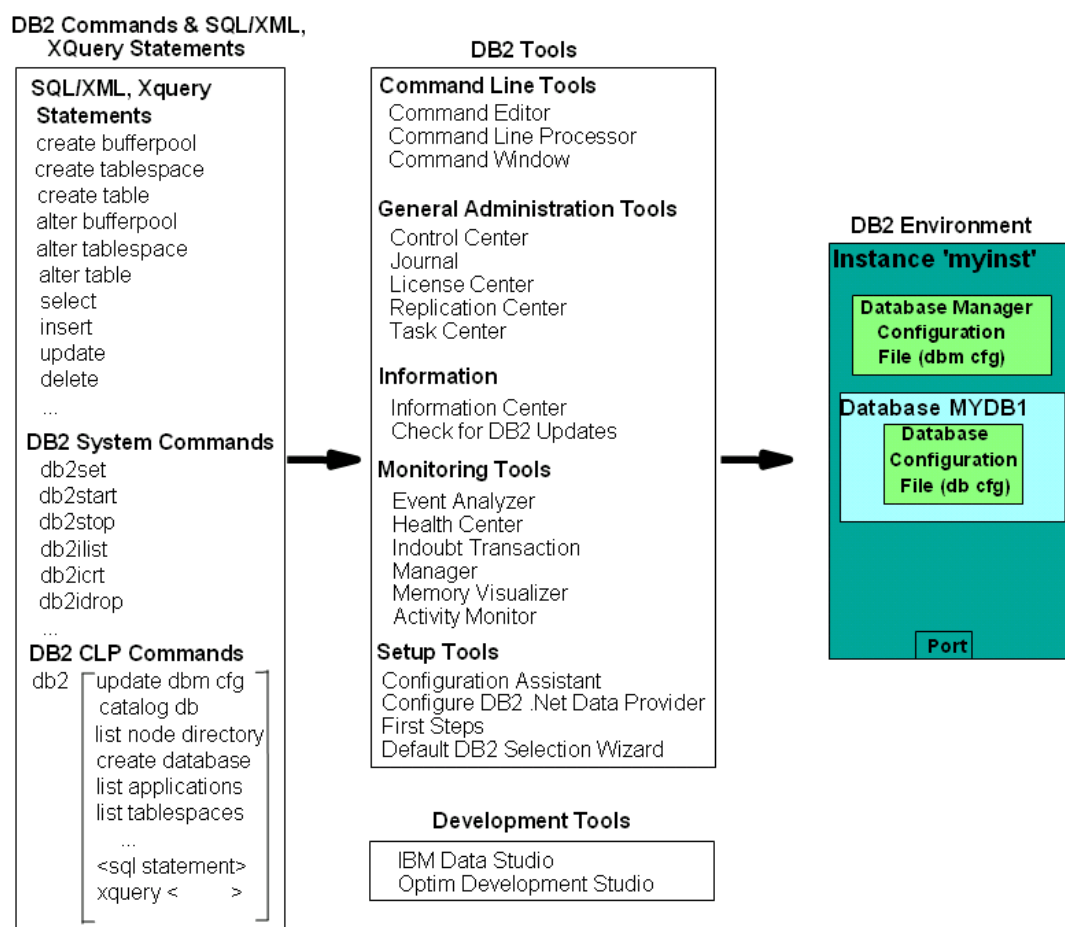 DB2 Commands & SQL/XML,
XQuery Statements
SQL/XML, Xquery
Statements
create bufferpool
create tablespace
create table
alter bufferpool
alter tablespace
alter table
select
insert
update
delete
...
DB2 System Commands
db2set
db2start
db2stop
db2ilist
db2icrt
db2idrop
...
DB2 CLP Commands
db2
update dbm cfg
catalog db
list node directory
create database
list applications
list tablespaces
...
<sql statement>
xquery < >
DB2 Tools
Command Line Tools
Command Editor
Command Line Processor
Command Window
General Administration Tools
Control Center
Journal
License Center
Replication Center
Task Center
Information
Information Center
Check for DB2 Updates
Monitoring Tools
Event Analyzer
Health Center
Indoubt Transaction
Manager
Memory Visualizer
Activity Monitor
Setup Tools
Configuration Assistant
Configure DB2 .Net Data Provider
First Steps
Default DB2 Selection Wizard
Development Tools
IBM Data Studio
Optim Development Studio
DB2 Environment
Instance 'myinst'
Database Manager
Configuration
File (dbm cfg)
Database MYDB1
Database
Configuration
File (db cfg)
Port